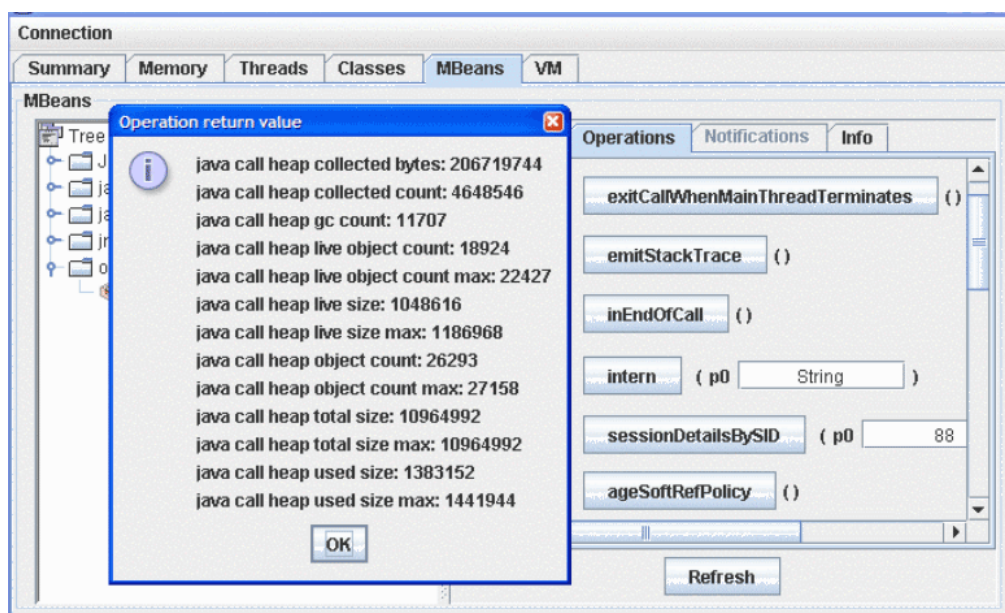 Connection
Summary Memory Threads Classes MBeans VM
MBeans
Tree
J
ja
ja
o
Operation return value
java call heap collected bytes: 206719744
java call heap collected count: 4648546
java call heap gc count: 11707
java call heap live object count: 18924
java call heap live object count max: 22427
java call heap live size: 1048616
java call heap live size max: 1186968
java call heap object count: 26293
java call heap object count max: 27158
java call heap total size: 10964992
java call heap total size max: 10964992
java call heap used size: 1383152
java call heap used size max: 1441944
OK
Operations Notifications Info
exitCallWhenMainThreadTerminates ()
emitStackTrace ()
inEndOfCall ()
intern ( p0 String )
sessionDetailsBySID ( p0 88
ageSoftRefPolicy ()
Refresh